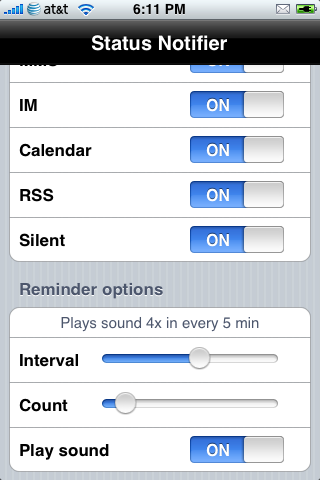 at&t 6:11 PM
Status Notifier
IM ON
Calendar ON
RSS ON
Silent ON
Reminder options
Plays sound 4x in every 5 min
Interval
Count
Play sound ON